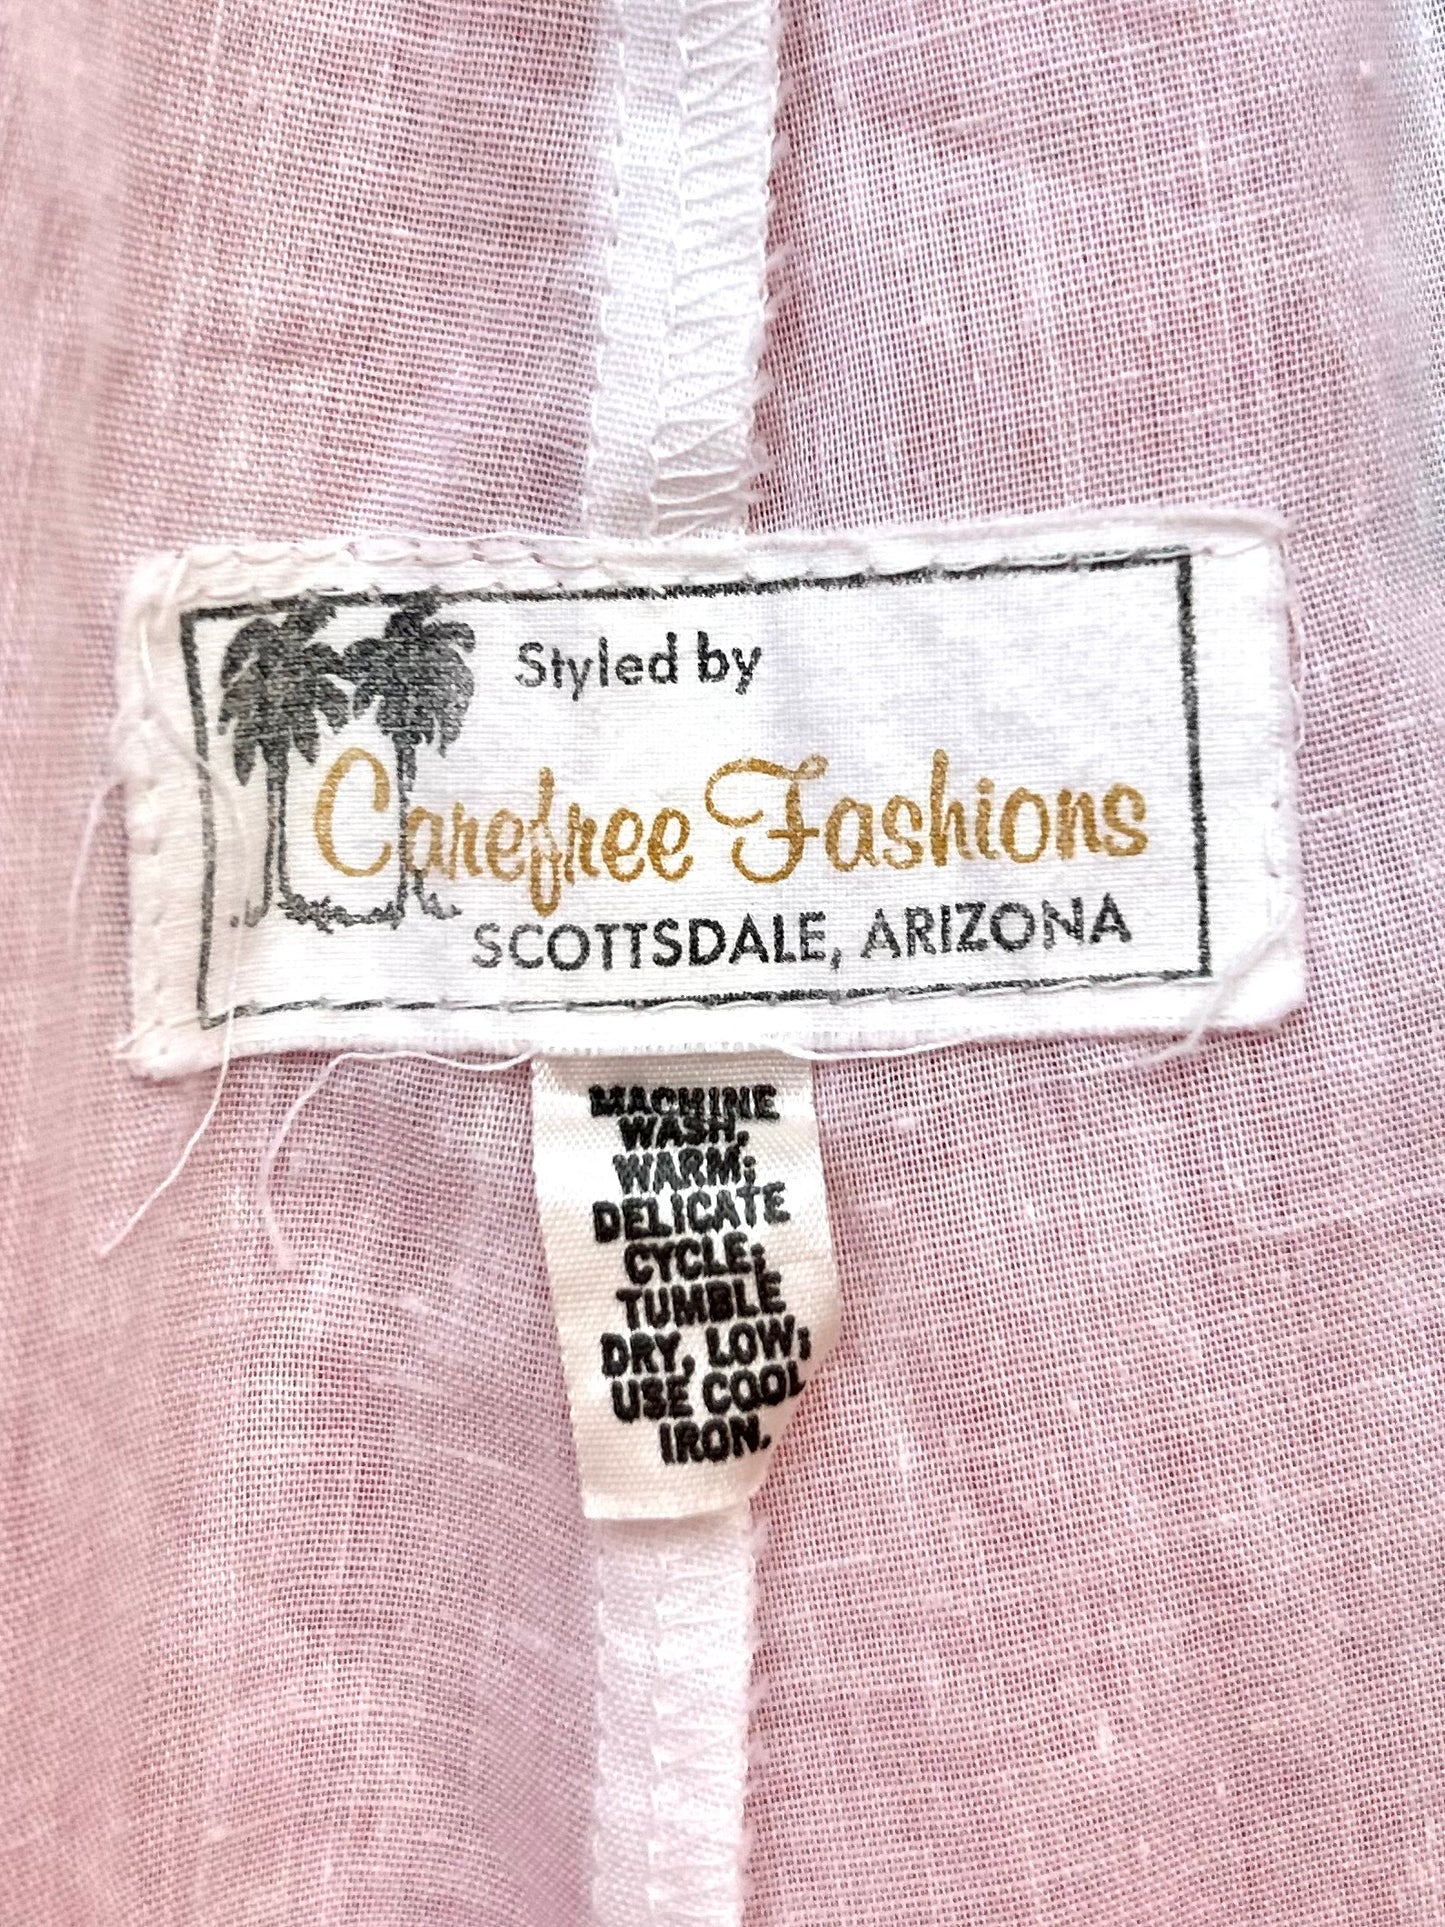 Styled by
Carefree Fashions
SCOTTSDALE, ARIZONA
MACHINE
WASH,
WARM;
DELICATE
CYCLE;
TUMBLE
DRY, LOW;
USE COOL
IRON.